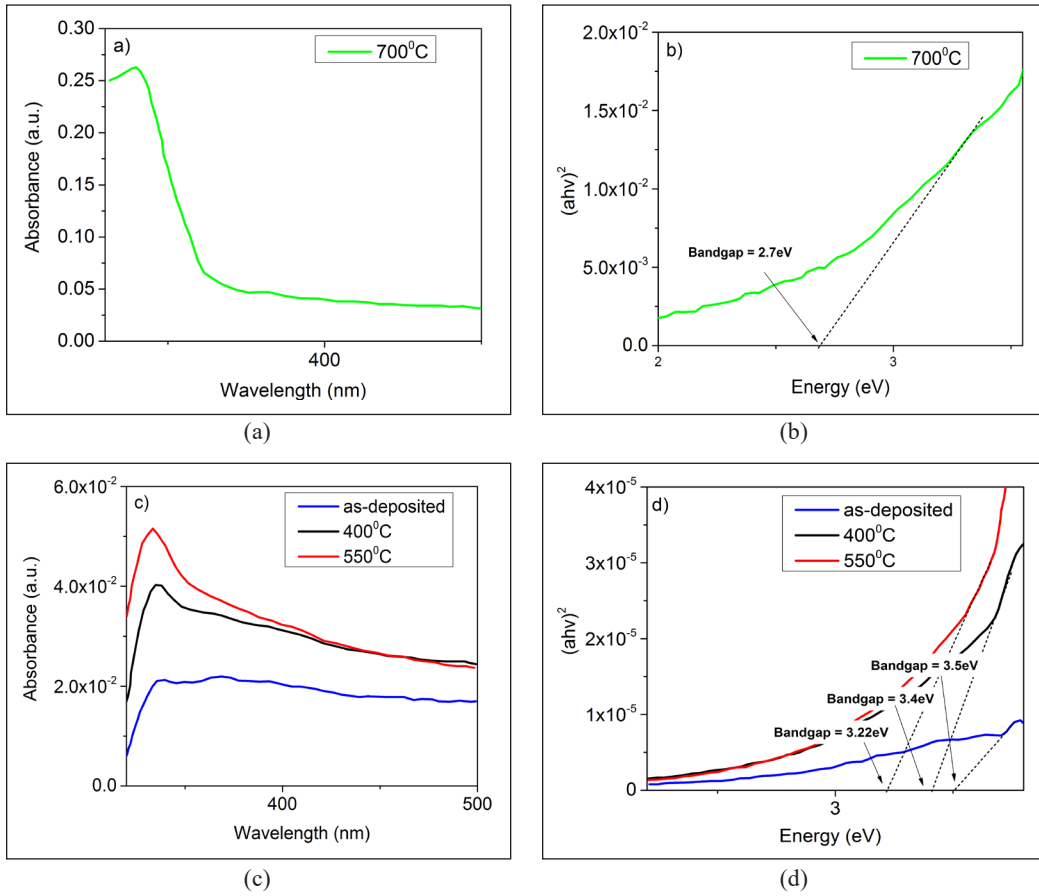 a)
700⁰C
0.30
0.25
0.20
0.15
0.10
0.05
0.00
Absorbance (a.u.)
400
Wavelength (nm)
(a)
b)
700⁰C
2.0x10⁻²
1.5x10⁻²
1.0x10⁻²
5.0x10⁻³
0.0
(ahv)²
Bandgap = 2.7eV
2
3
Energy (eV)
(b)
c)
as-deposited
400⁰C
550⁰C
6.0x10⁻²
4.0x10⁻²
2.0x10⁻²
0.0
Absorbance (a.u.)
400
500
Wavelength (nm)
(c)
d)
as-deposited
400⁰C
550⁰C
4x10⁻⁵
3x10⁻⁵
2x10⁻⁵
1x10⁻⁵
0
(ahv)²
Bandgap = 3.5eV
Bandgap = 3.4eV
Bandgap = 3.22eV
3
Energy (eV)
(d)